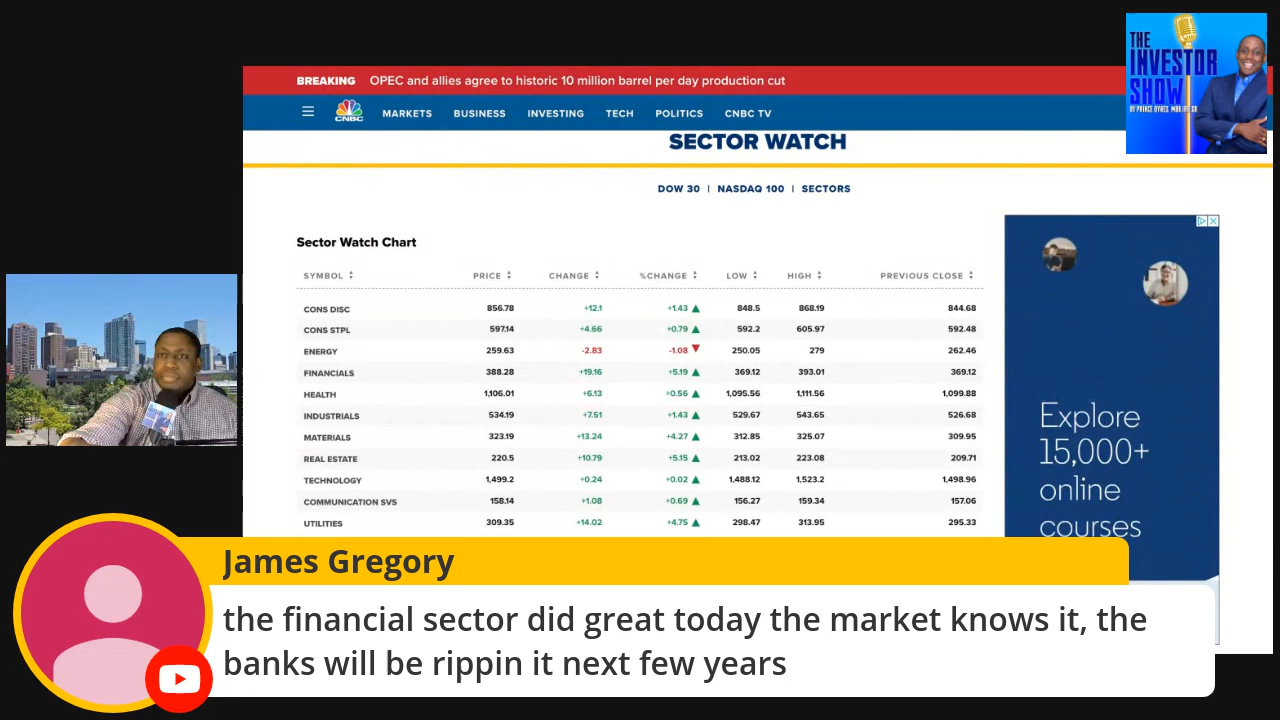 BREAKING OPEC and allies agree to historic 10 million barrel per day production cut
THE
INVESTOR
SHOW
CNBC
MARKETS BUSINESS INVESTING TECH POLITICS CNBC TV
SECTOR WATCH
DOW 30 | NASDAQ 100 | SECTORS
Sector Watch Chart
SYMBOL PRICE CHANGE %CHANGE LOW HIGH PREVIOUS CLOSE
CONS DISC 856.78 +12.1 +1.43 848.5 868.19 844.68
CONS STPL 597.14 +4.66 +0.79 592.2 605.97 592.48
ENERGY 259.63 -2.83 -1.08 250.05 279 262.46
FINANCIALS 388.28 +19.16 +5.19 369.12 393.01 369.12
HEALTH 1,106.01 +6.13 +0.56 1,095.56 1,111.56 1,099.88
INDUSTRIALS 534.19 +7.51 +1.43 529.67 543.65 526.68
MATERIALS 323.19 +13.24 +4.27 312.85 325.07 309.95
REAL ESTATE 220.5 +10.79 +5.15 213.02 223.08 209.71
TECHNOLOGY 1,499.2 +0.24 +0.02 1,488.12 1,523.2 1,498.96
COMMUNICATION SVS 158.14 +1.08 +0.69 156.27 159.34 157.06
UTILITIES 309.35 +14.02 +4.75 298.47 313.95 295.33
Explore
15,000+
online
courses
James Gregory
the financial sector did great today the market knows it, the
banks will be rippin it next few years